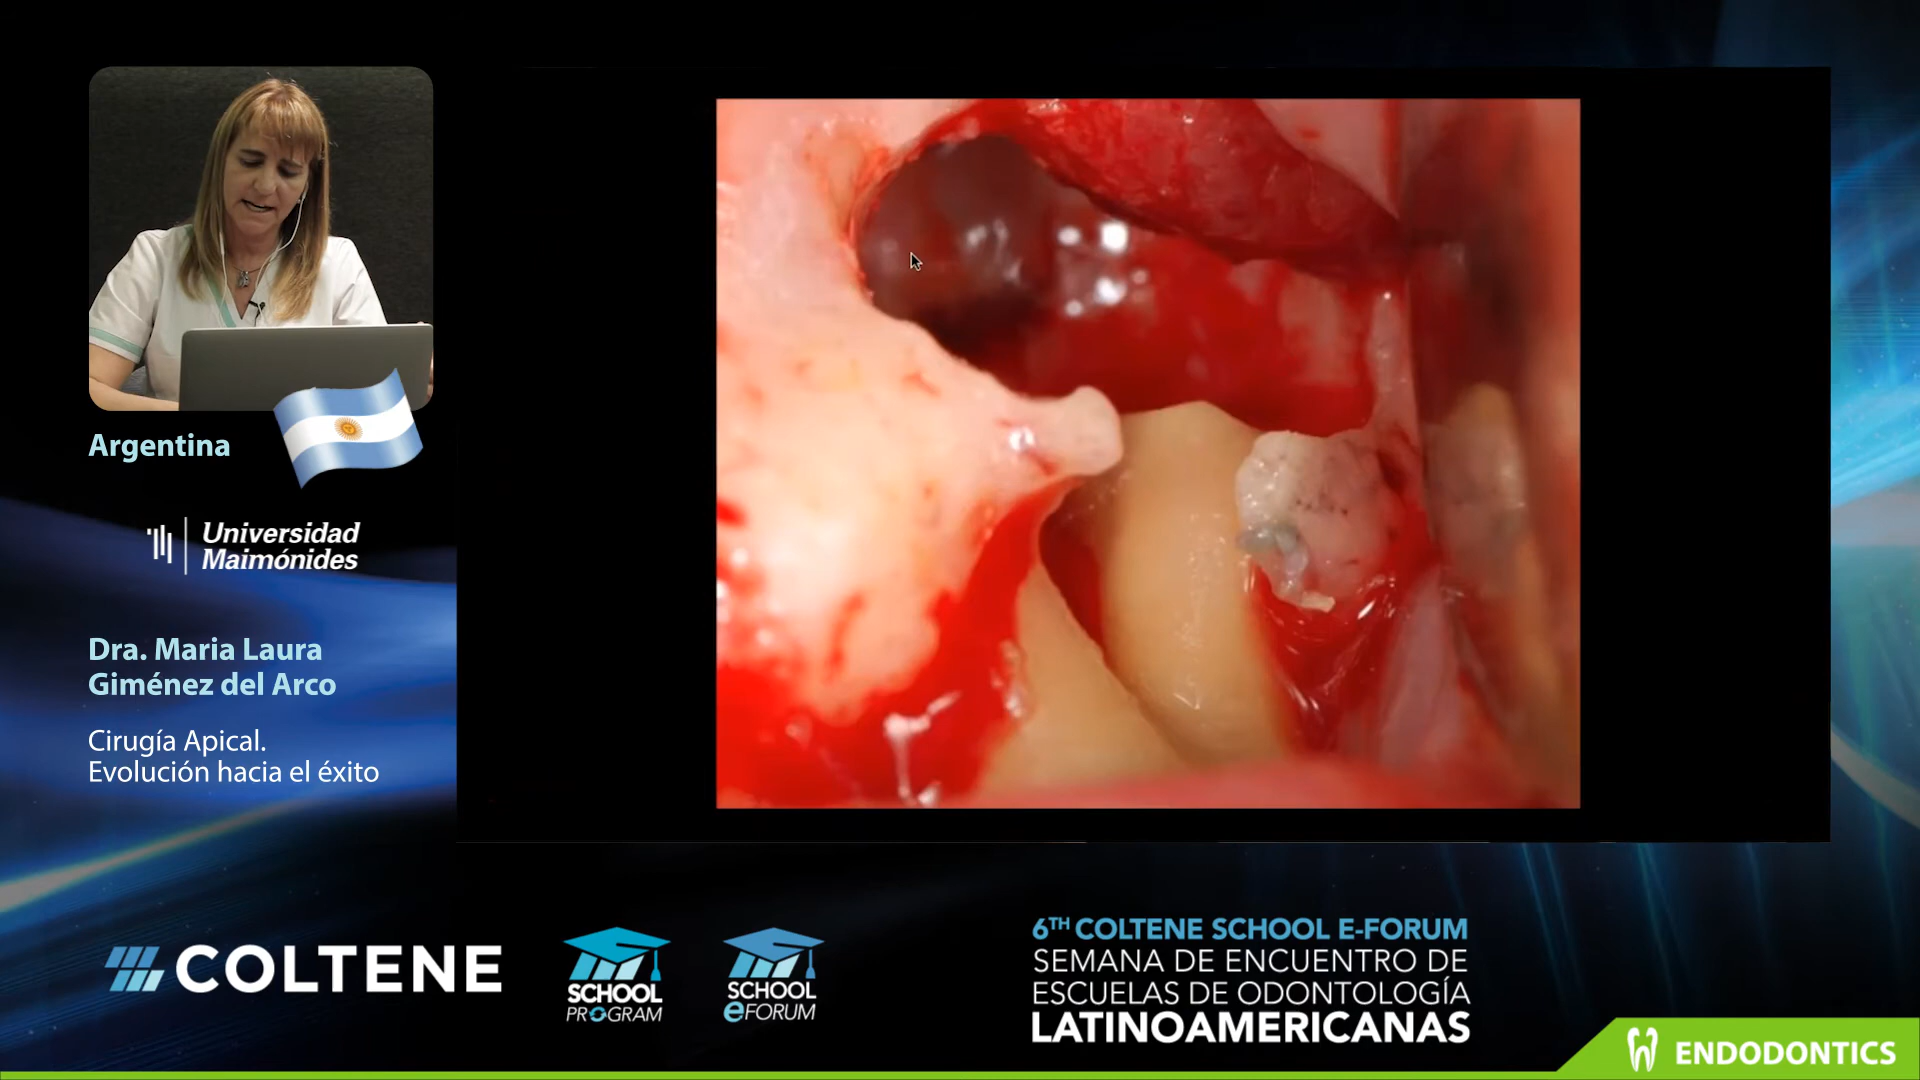 Argentina
Universidad
Maimónides
Dra. Maria Laura
Giménez del Arco
Cirugía Apical.
Evolución hacia el éxito
COLTENE
SCHOOL
PROGRAM
SCHOOL
eFORUM
6TH COLTENE SCHOOL E-FORUM
SEMANA DE ENCUENTRO DE
ESCUELAS DE ODONTOLOGÍA
LATINOAMERICANAS
ENDODONTICS